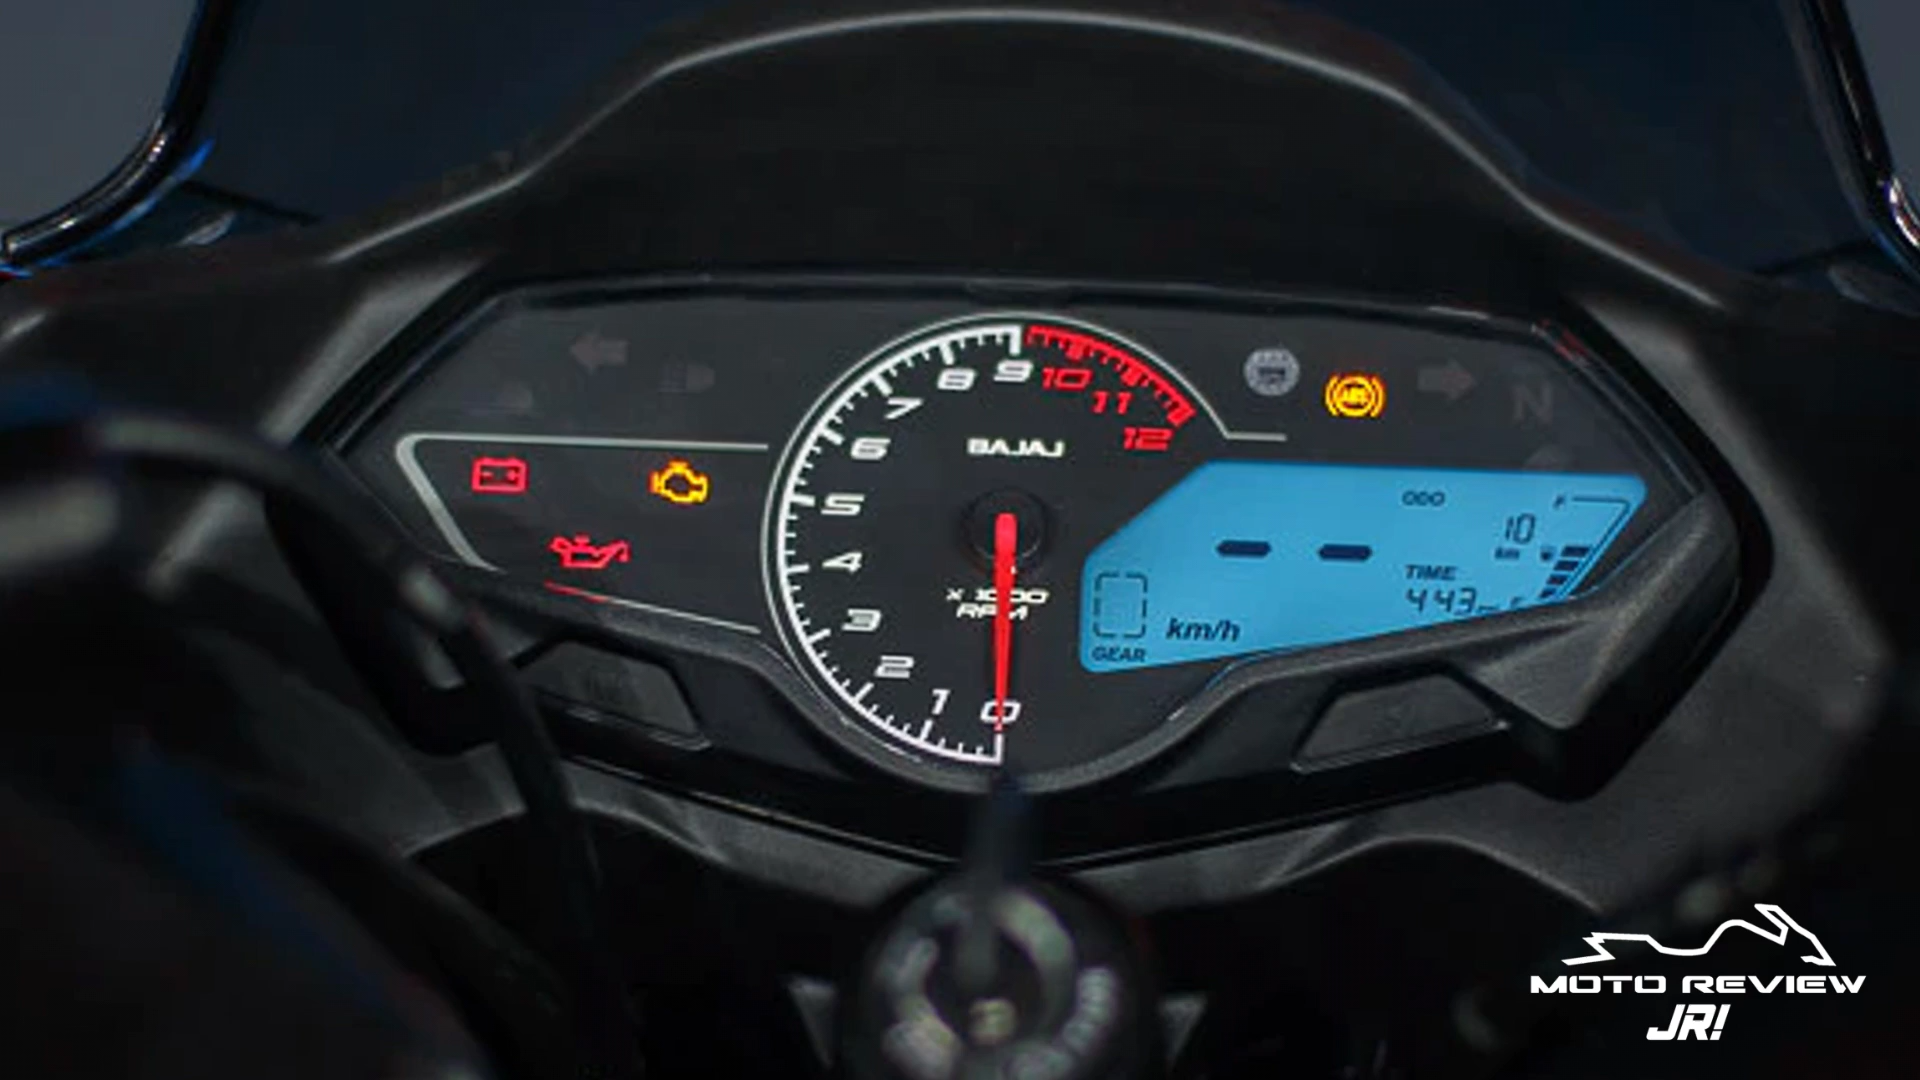 9
8
10
11
12
7
6
BAJAJ
5
4
3
2
1
0
x 1000
RPM
ABS
N
ODO
10
km
TIME
4 43
-- --
km/h
GEAR
MOTO REVIEW
JR!